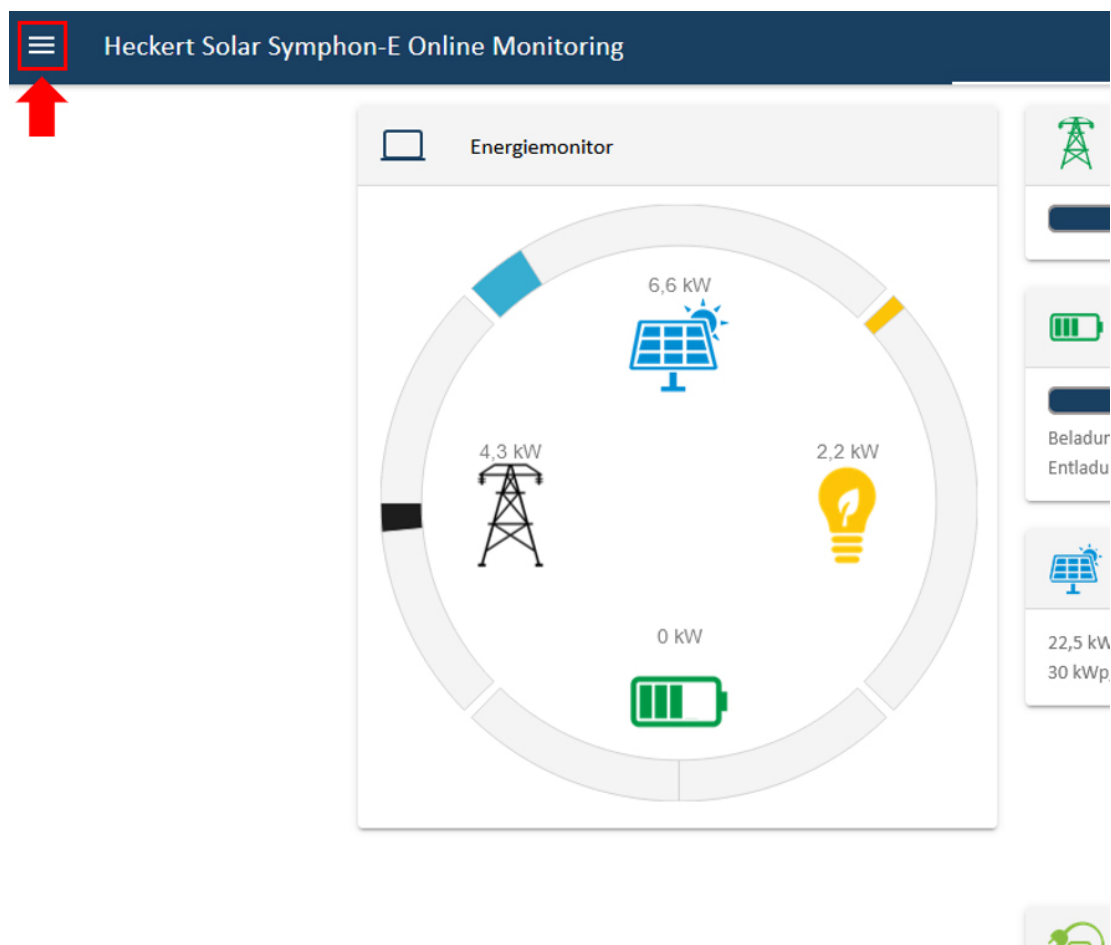 Heckert Solar Symphon-E Online Monitoring
Energiemonitor
6,6 kW
4,3 kW
2,2 kW
0 kW
22,5
30 kWp,